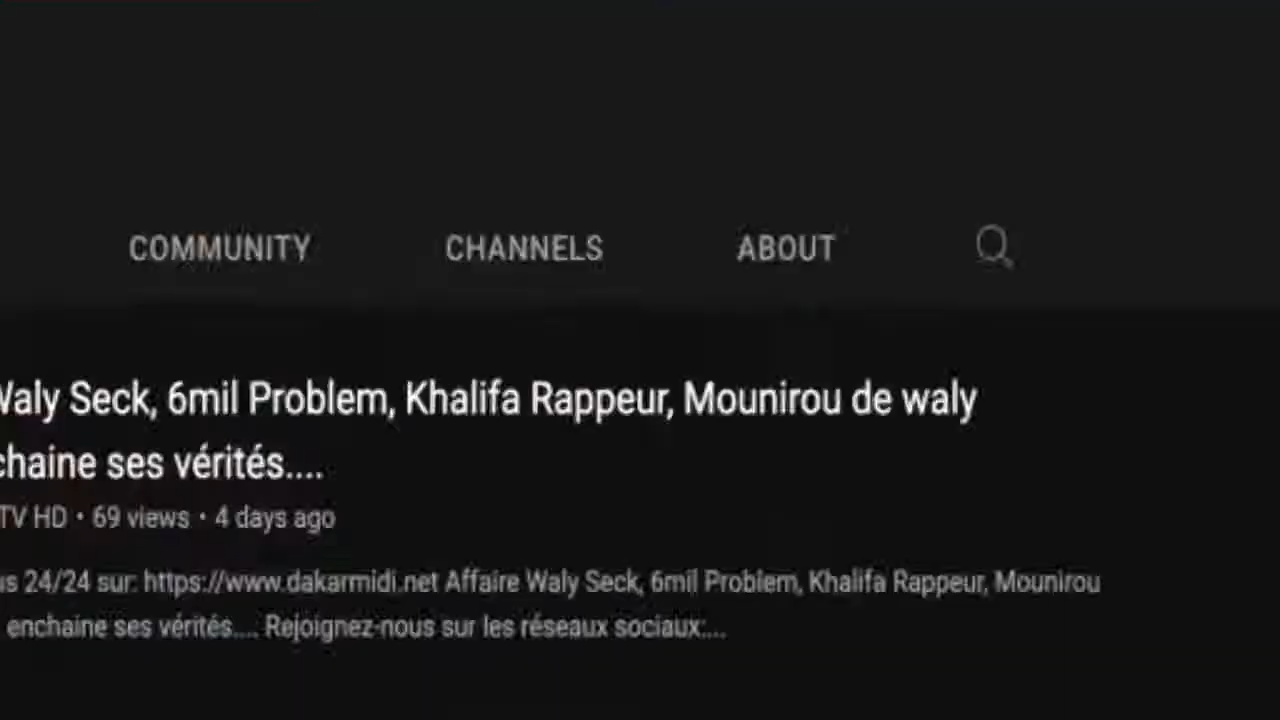 COMMUNITY CHANNELS ABOUT
Waly Seck, 6mil Problem, Khalifa Rappeur, Mounirou de waly
chaine ses vérités....
TV HD • 69 views • 4 days ago
us 24/24 sur: https://www.dakarmidi.net Affaire Waly Seck, 6mil Problem, Khalifa Rappeur, Mounirou
enchaine ses vérités.... Rejoignez-nous sur les réseaux sociaux:...